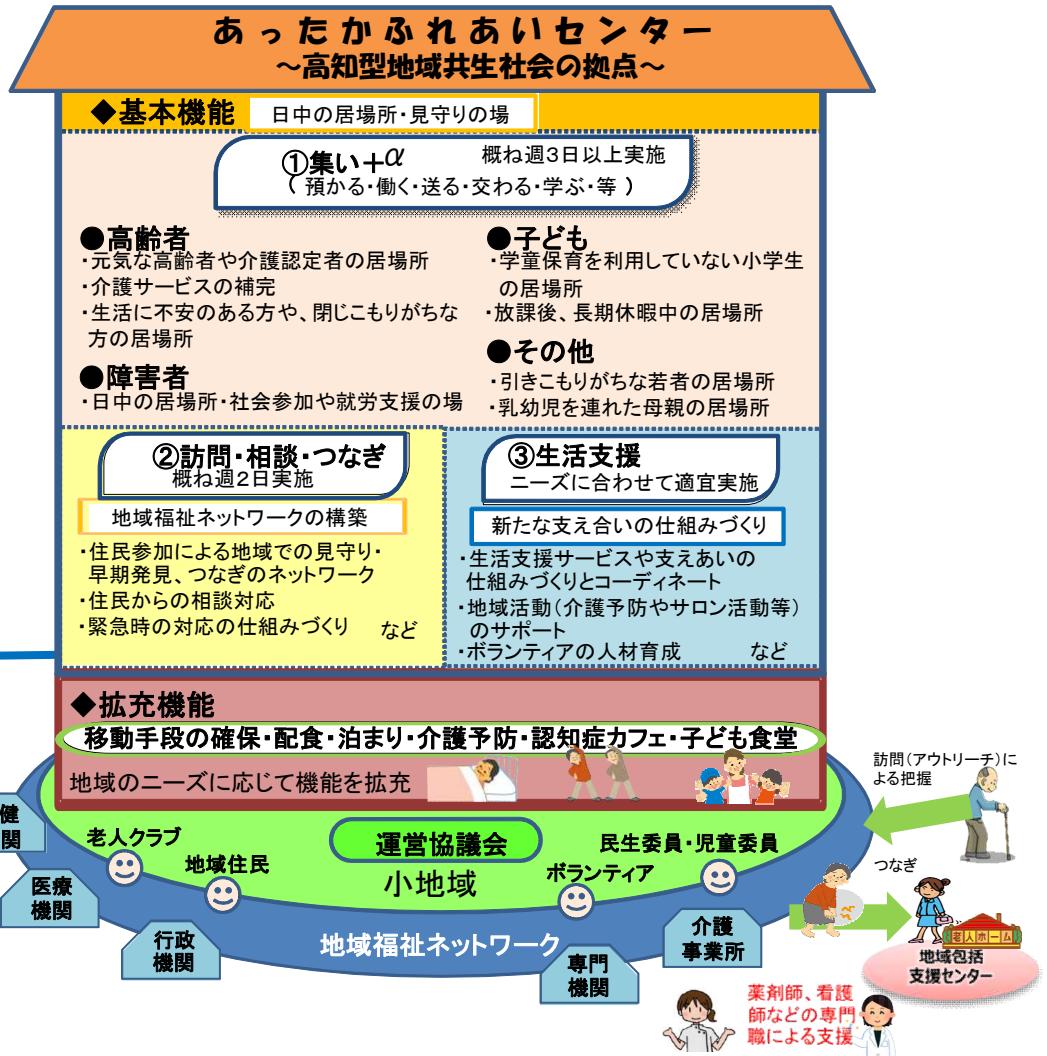 あったかふれあいセンター
～高知型地域共生社会の拠点～
◆基本機能
日中の居場所・見守りの場
①集い＋α 概ね週３日以上実施
（ 預かる・働く・送る・交わる・学ぶ・等 ）
●高齢者
・元気な高齢者や介護認定者の居場所
・介護サービスの補完
・生活に不安のある方や、閉じこもりがちな
方の居場所
●障害者
・日中の居場所・社会参加や就労支援の場
●子ども
・学童保育を利用していない小学生
の居場所
・放課後、長期休暇中の居場所
●その他
・引きこもりがちな若者の居場所
・乳幼児を連れた母親の居場所
②訪問・相談・つなぎ
概ね週２日実施
地域福祉ネットワークの構築
・住民参加による地域での見守り・
早期発見、つなぎのネットワーク
・住民からの相談対応
・緊急時の対応の仕組みづくり など
③生活支援
ニーズに合わせて適宜実施
新たな支え合いの仕組みづくり
・生活支援サービスや支えあいの
仕組みづくりとコーディネート
・地域活動（介護予防やサロン活動等）
のサポート
・ボランティアの人材育成 など
◆拡充機能
移動手段の確保・配食・泊まり・介護予防・認知症カフェ・子ども食堂
地域のニーズに応じて機能を拡充
訪問（アウトリーチ）に
よる把握
健
関
老人クラブ
地域住民
運営協議会
小地域
ボランティア
民生委員・児童委員
つなぎ
医療
機関
行政
機関
地域福祉ネットワーク
専門
機関
介護
事業所
老人ホーム
地域包括
支援センター
薬剤師、看護
師などの専門
職による支援